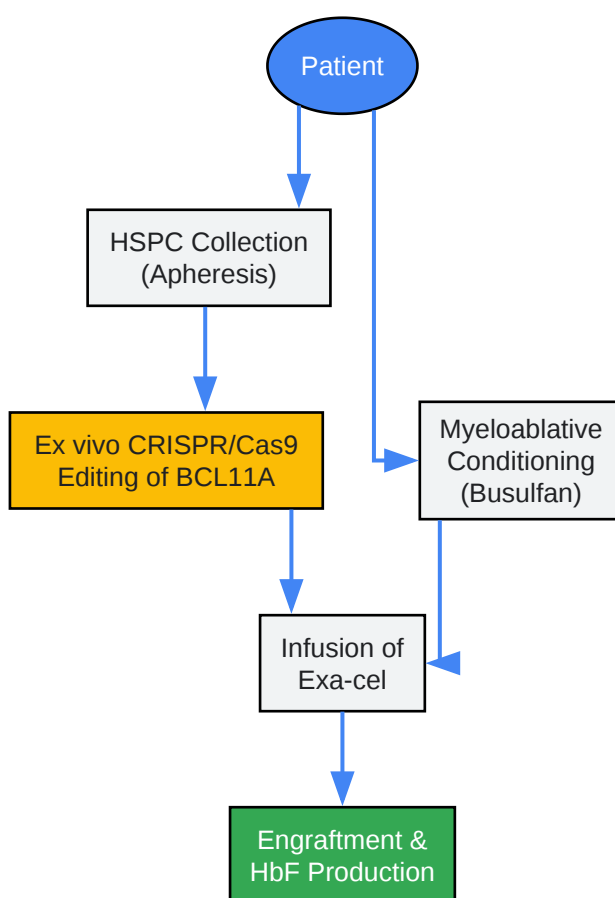 Patient
HSPC Collection
(Apheresis)
Ex vivo CRISPR/Cas9
Editing of BCL11A
Myeloablative
Conditioning
(Busulfan)
Infusion of
Exa-cel
Engraftment &
HbF Production